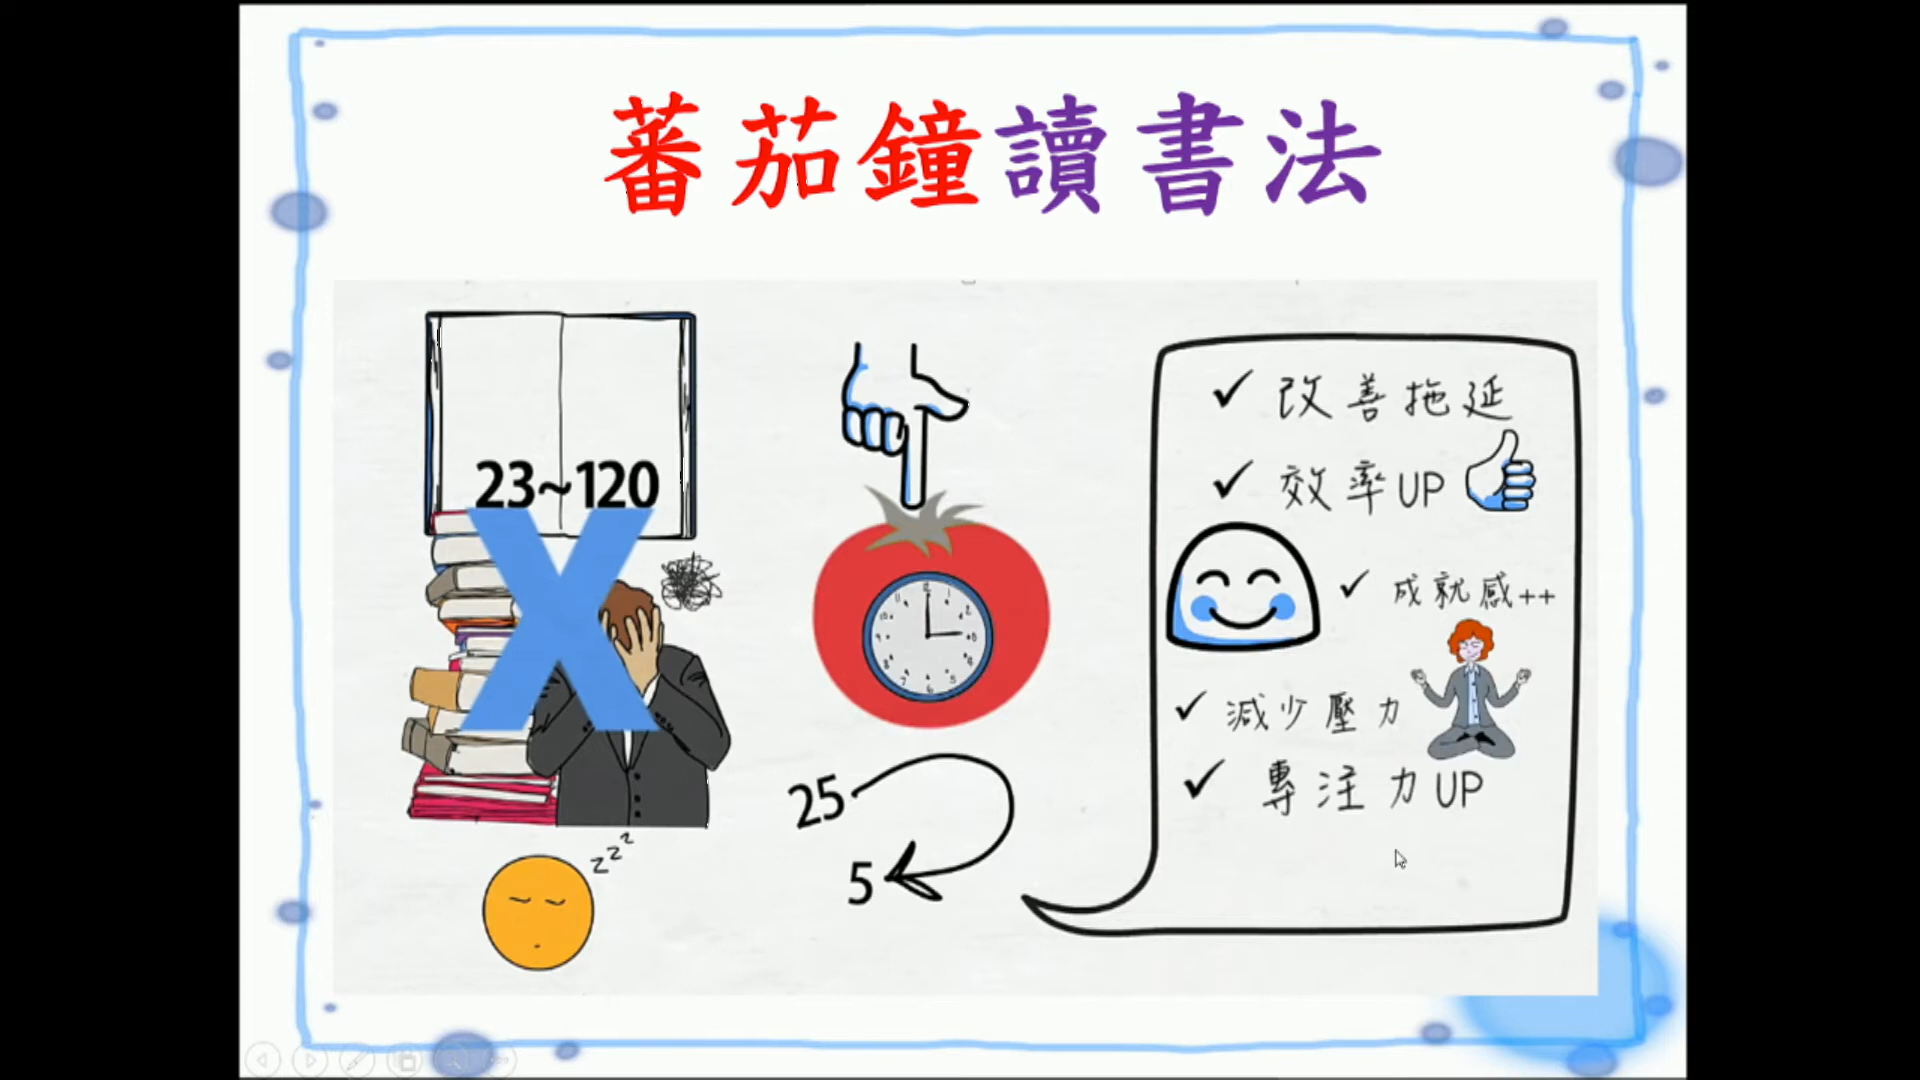 蕃茄鐘讀書法
23~120
X
zzz
25
5
✓ 改善拖延
✓ 效率UP
✓ 成就感++
✓ 減少壓力
✓ 專注力UP